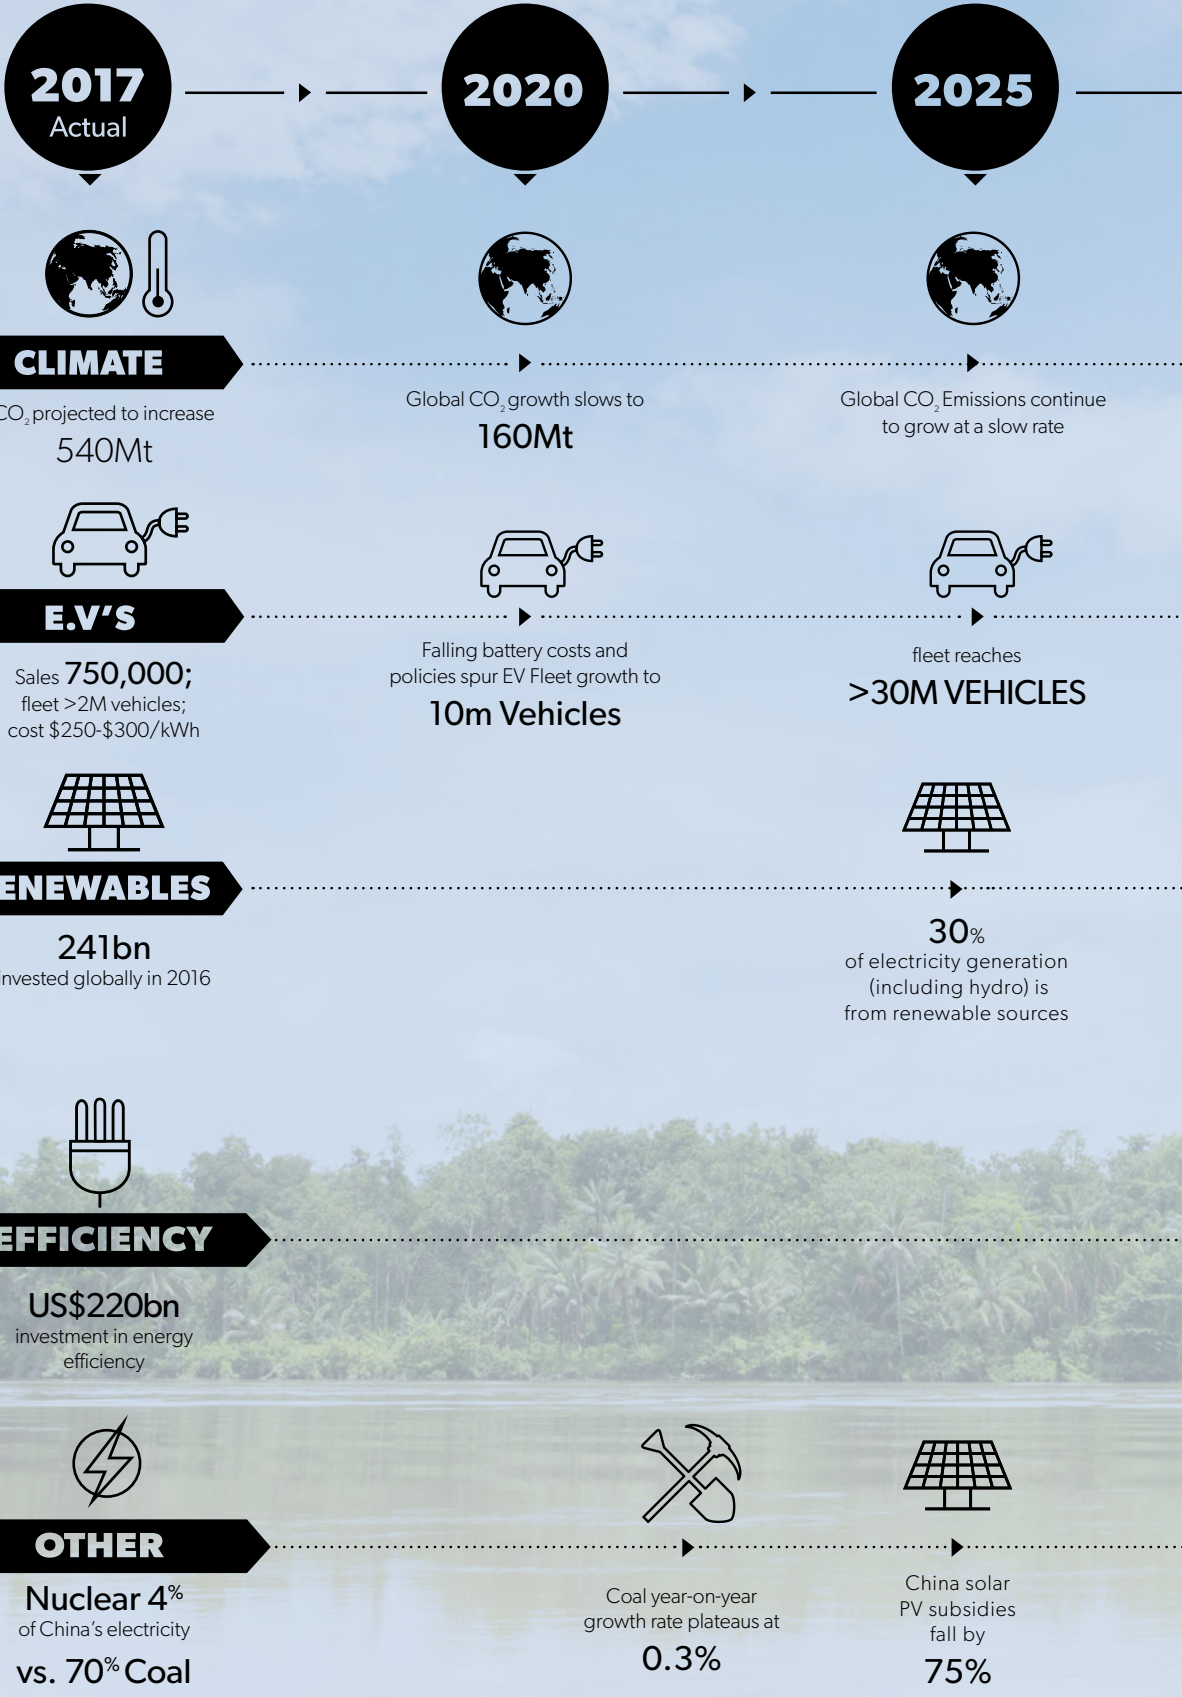 2017
Actual
2020
2025
CLIMATE
CO₂ projected to increase
540Mt
Global CO₂ growth slows to
160Mt
Global CO₂ Emissions continue
to grow at a slow rate
E.V'S
Sales 750,000;
fleet >2M vehicles;
cost $250-$300/kWh
Falling battery costs and
policies spur EV Fleet growth to
10m Vehicles
fleet reaches
>30M VEHICLES
ENEWABLES
241bn
invested globally in 2016
30%
of electricity generation
(including hydro) is
from renewable sources
EFFICIENCY
US$220bn
investment in energy
efficiency
OTHER
Nuclear 4%
of China's electricity
vs. 70% Coal
Coal year-on-year
growth rate plateaus at
0.3%
China solar
PV subsidies
fall by
75%